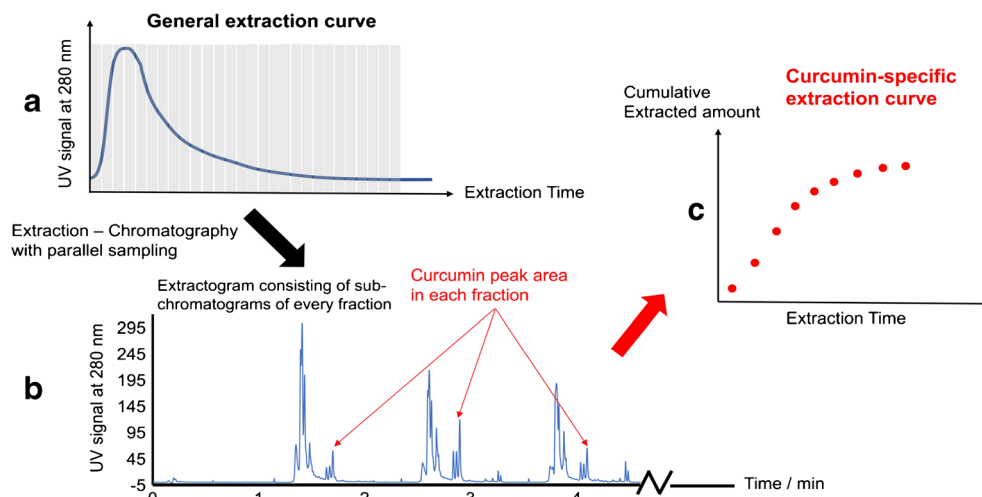 General extraction curve
a
UV signal at 280 nm
Extraction Time
Curcumin-specific
extraction curve
Cumulative
Extracted amount
c
Extraction Time
Extraction – Chromatography
with parallel sampling
Extractogram consisting of sub-
chromatograms of every fraction
Curcumin peak area
in each fraction
b
UV signal at 280 nm
295
245
195
145
95
45
-5
0 1 2 3 4
Time / min